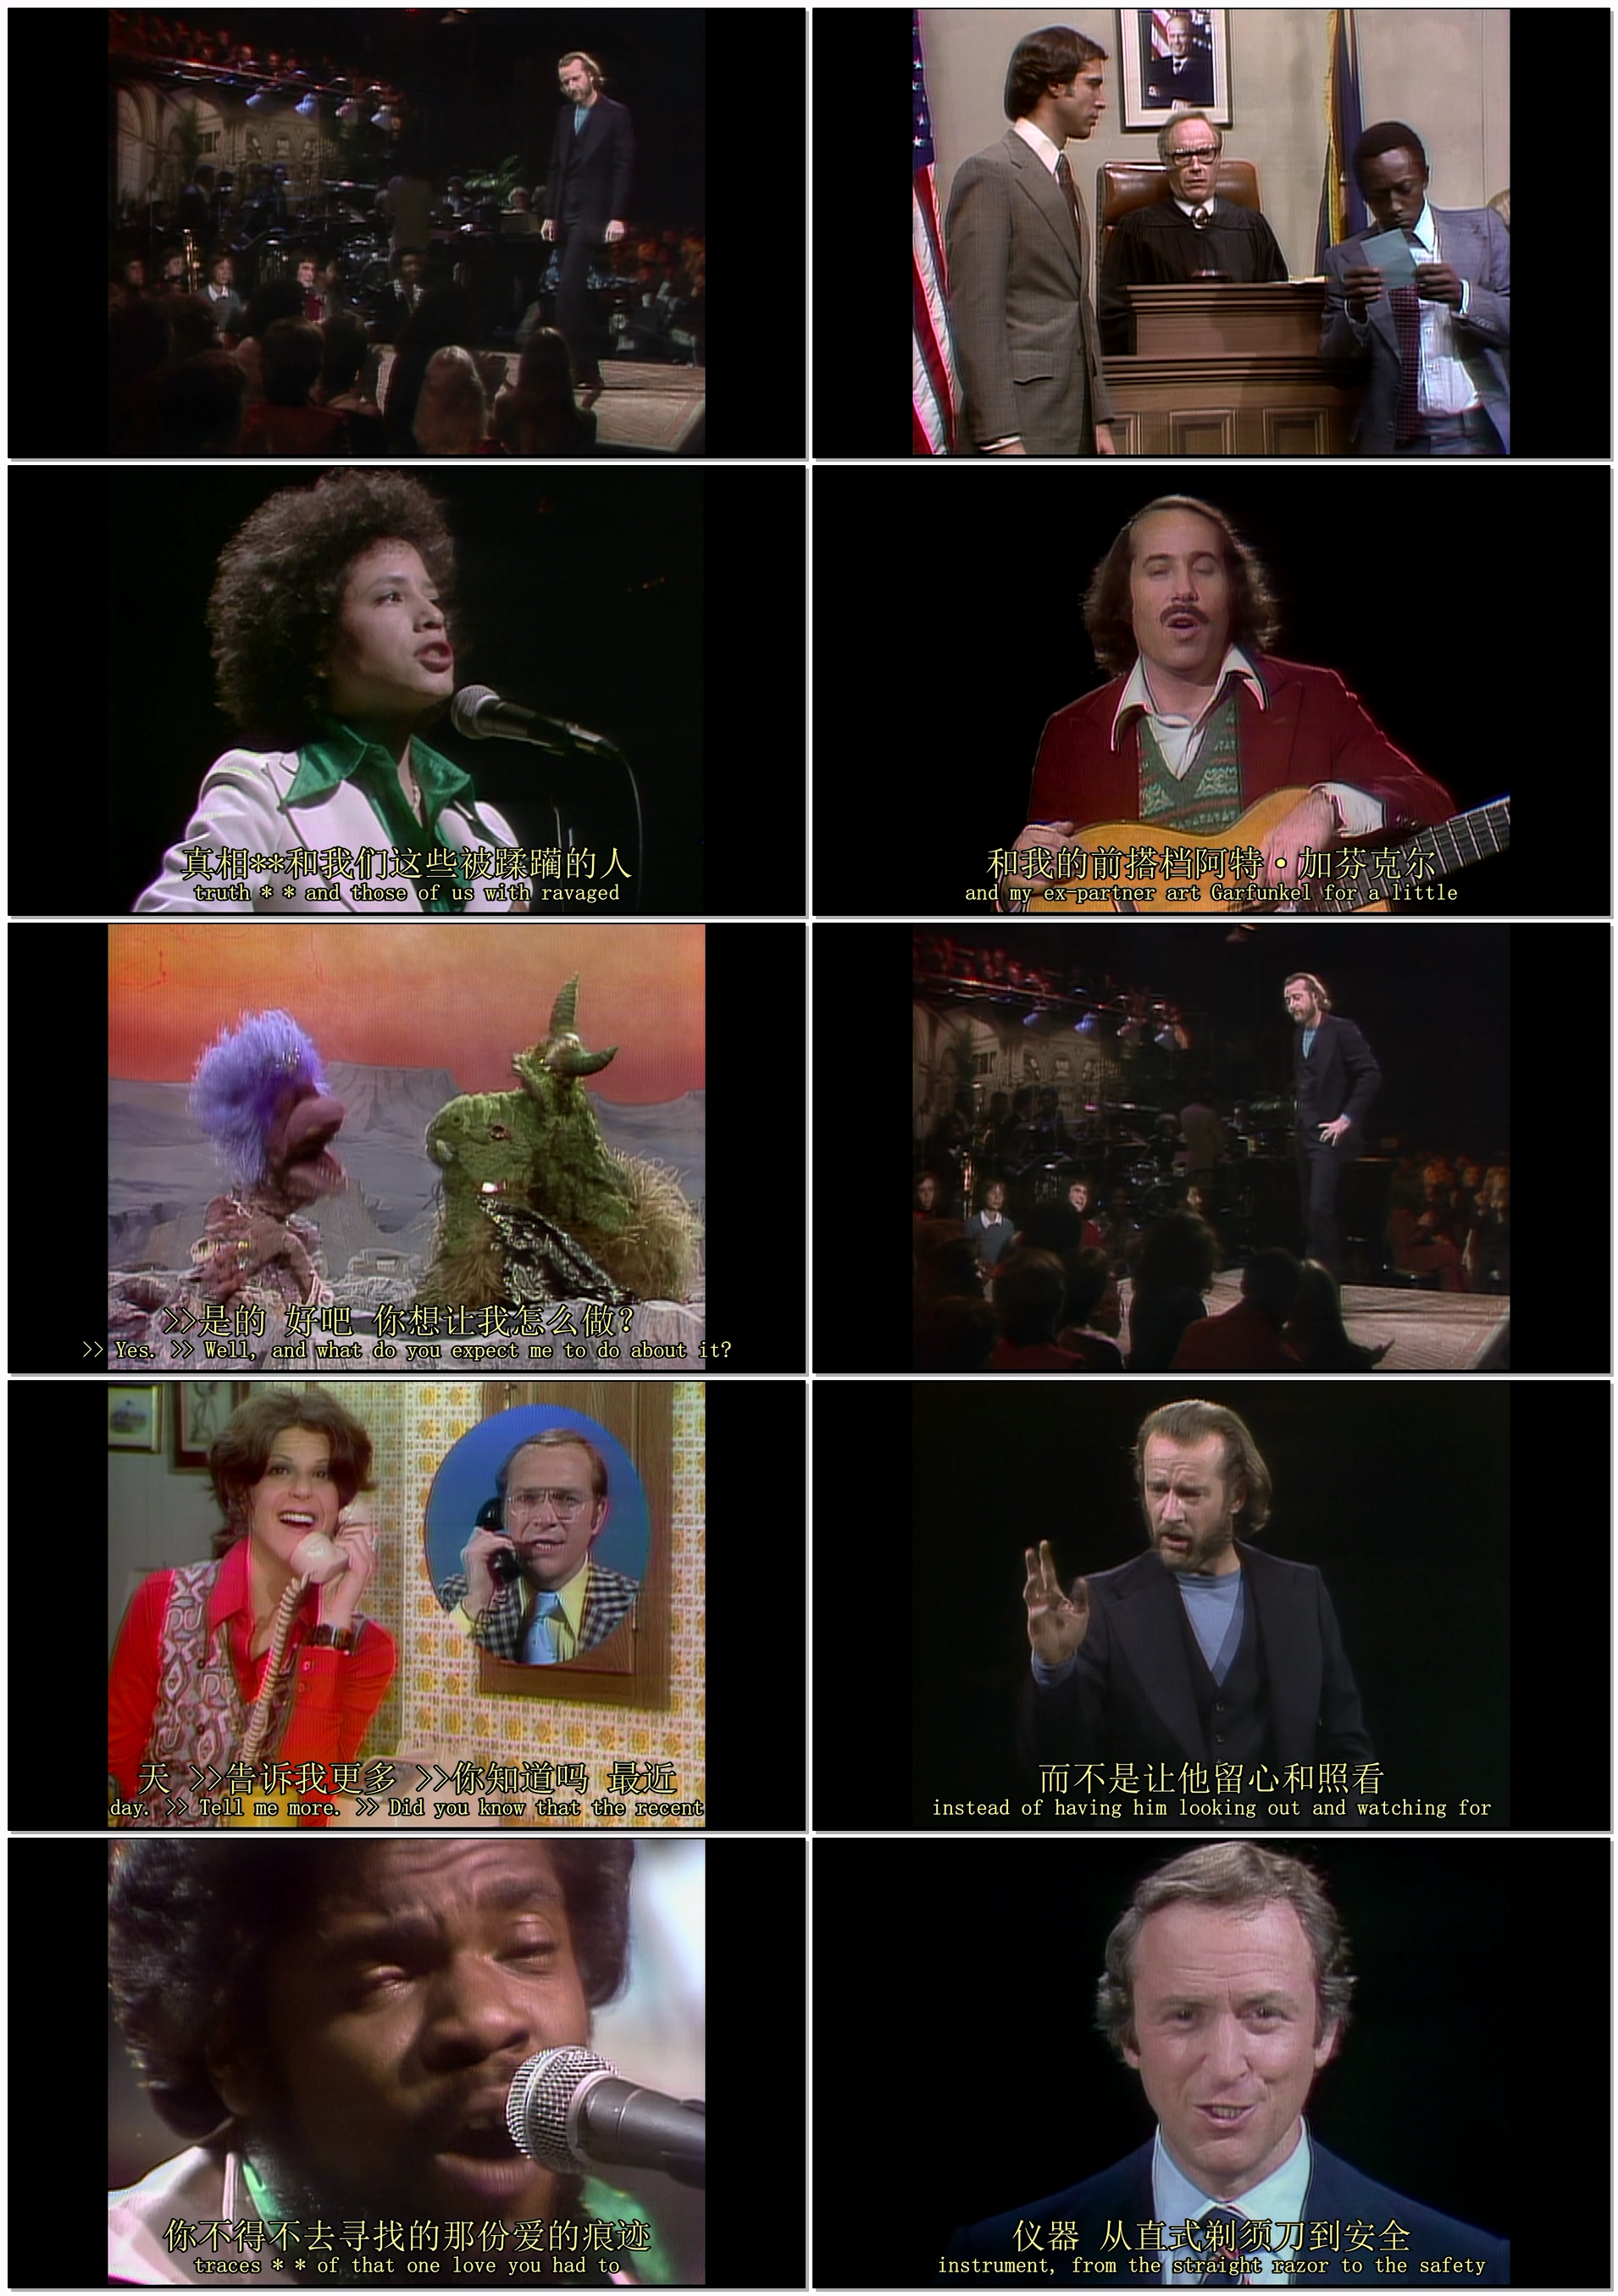 真相**和我们这些被蹂躏的人
truth * * and those of us with ravaged
和我的前搭档阿特·加芬克尔
and my ex-partner art Garfunkel for a little
>>是的 好吧 你想让我怎么做?
>> Yes. >> Well, and what do you expect me to do about it?
天 >>告诉我更多 >>你知道吗 最近
day. >> Tell me more. >> Did you know that the recent
而不是让他留心和照看
instead of having him looking out and watching for
你不得不去寻找的那份爱的痕迹
traces * * of that one love you had to
仪器 从直式剃须刀到安全
instrument, from the straight razor to the safety